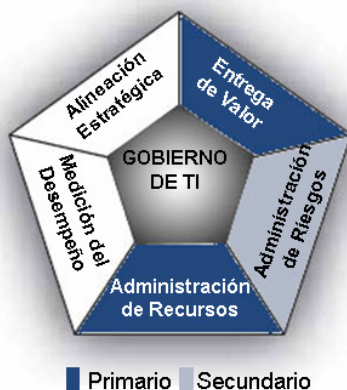 Alineación
Estratégica
Entrega
de Valor
GOBIERNO
DE TI
Medición del
Desempeño
Administración
de Riesgos
Administración
de Recursos
Primario Secundario